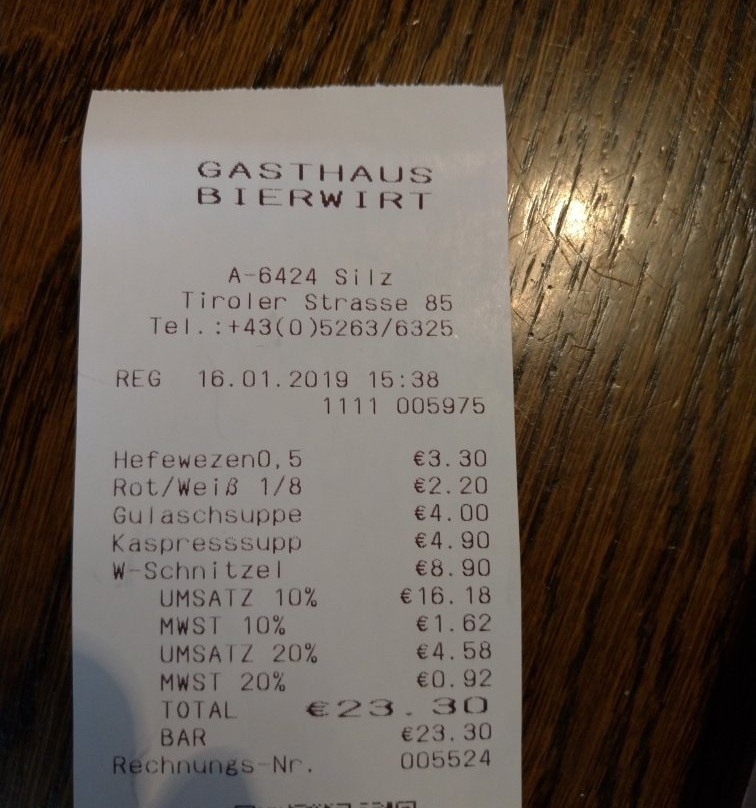 GASTHAUS
BIERWIRT
A-6424 Silz
Tiroler Strasse 85
Tel.:+43(0)5263/6325
REG 16.01.2019 15:38
1111 005975
Hefewezen0,5 €3.30
Rot/Weiß 1/8 €2.20
Gulaschsuppe €4.00
Kaspresssupp €4.90
W-Schnitzel €8.90
UMSATZ 10% €16.18
MWST 10% €1.62
UMSATZ 20% €4.58
MWST 20% €0.92
TOTAL €23.30
BAR €23.30
Rechnungs-Nr. 005524